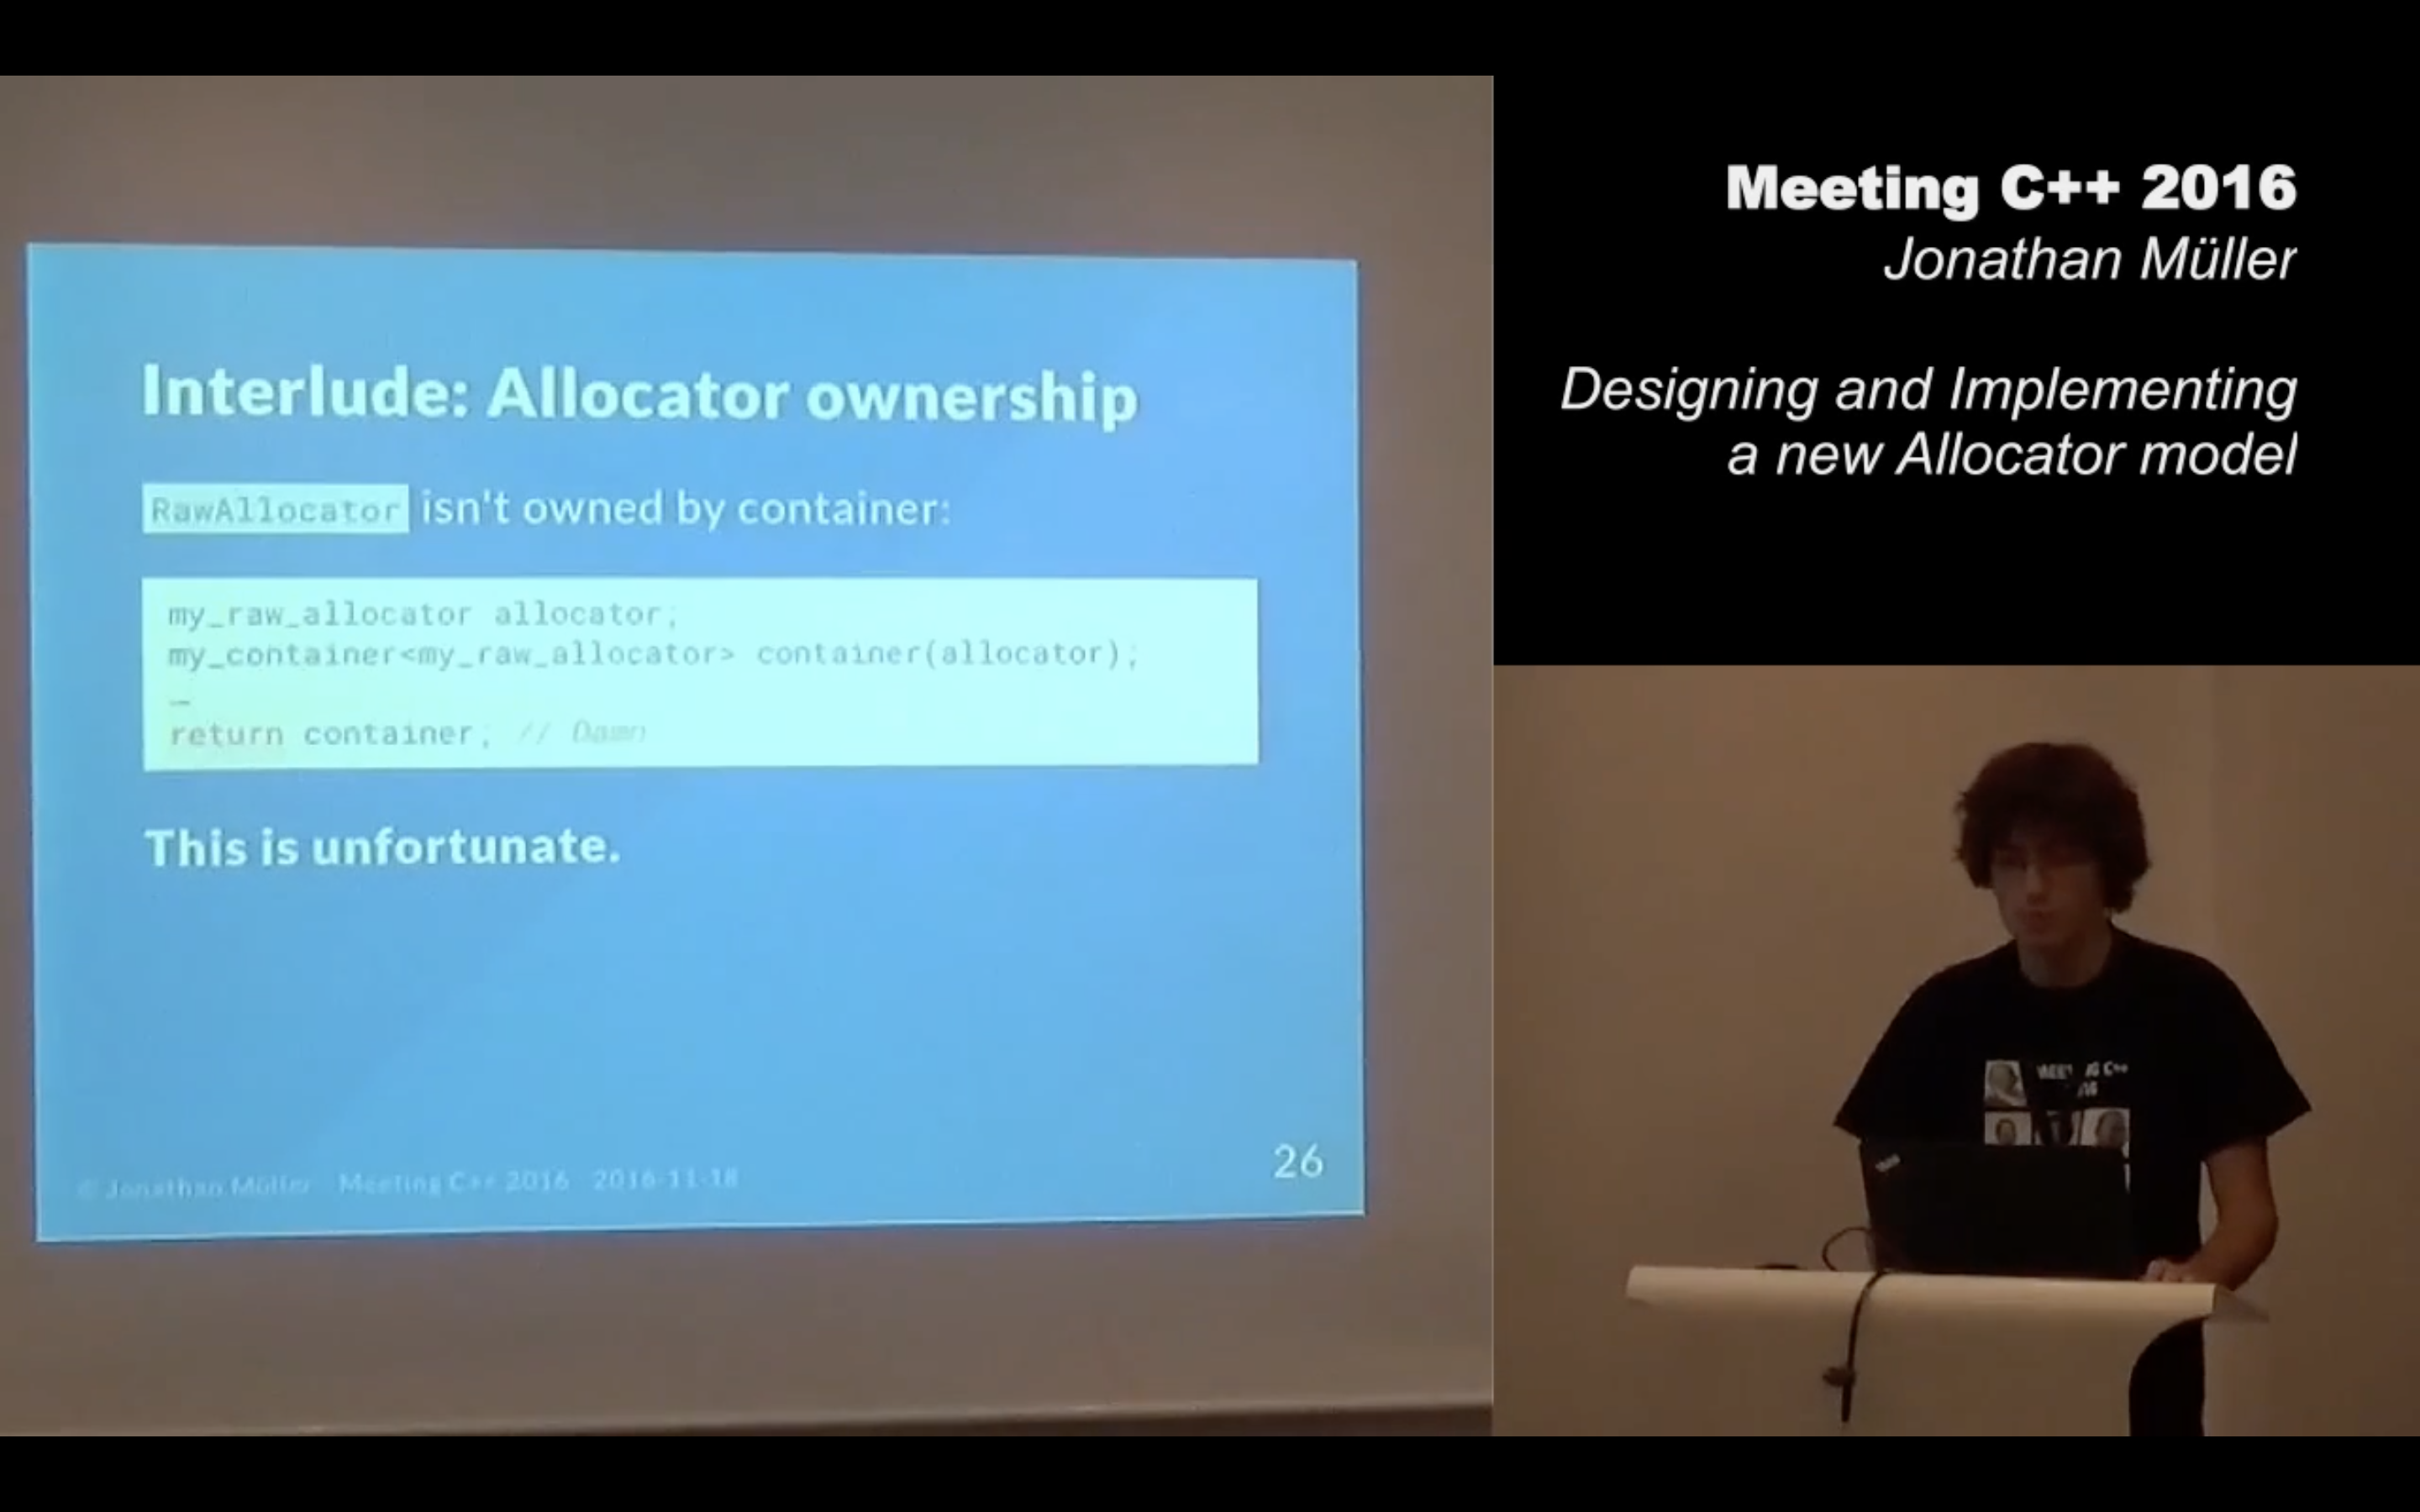 Interlude: Allocator ownership
RawAllocator isn't owned by container:
my_raw_allocator allocator;
my_container<my_raw_allocator> container(allocator);
…
return container; // Damn
This is unfortunate.
© Jonathan Müller Meeting C++ 2016 2016-11-18
26
Meeting C++ 2016
Jonathan Müller
Designing and Implementing
a new Allocator model